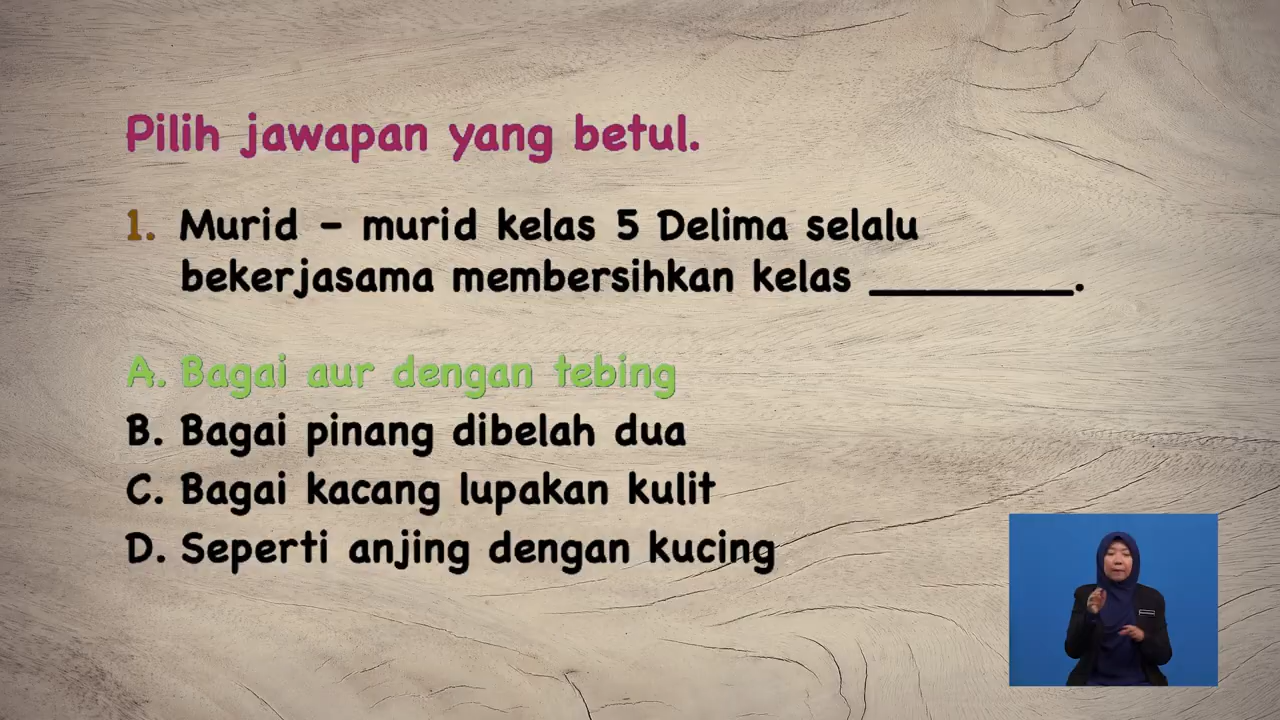 Pilih jawapan yang betul.
1. Murid - murid kelas 5 Delima selalu
bekerjasama membersihkan kelas ________.
A. Bagai aur dengan tebing
B. Bagai pinang dibelah dua
C. Bagai kacang lupakan kulit
D. Seperti anjing dengan kucing